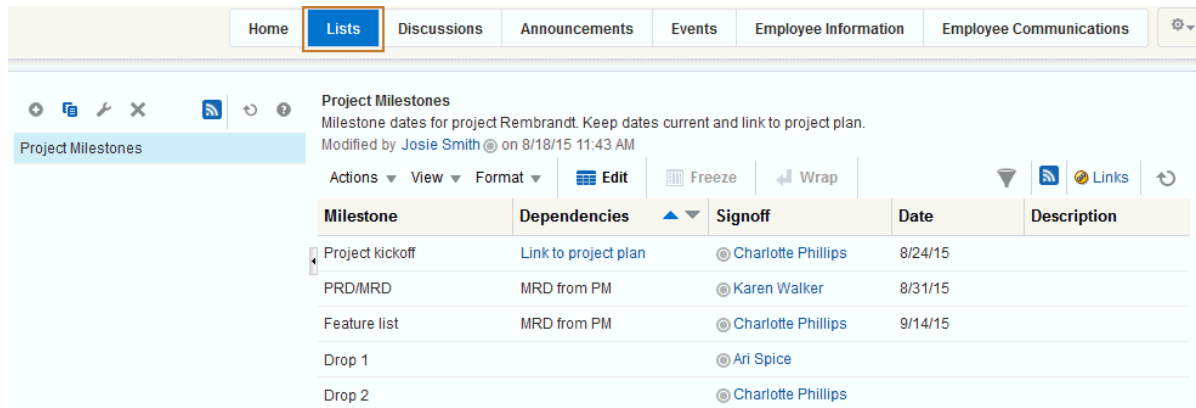 Home Lists Discussions Announcements Events Employee Information Employee Communications
Project Milestones
Project Milestones
Milestone dates for project Rembrandt. Keep dates current and link to project plan.
Modified by Josie Smith on 8/18/15 11:43 AM
Actions View Format Edit Freeze Wrap Links
Milestone Dependencies Signoff Date Description
Project kickoff Link to project plan Charlotte Phillips 8/24/15
PRD/MRD MRD from PM Karen Walker 8/31/15
Feature list MRD from PM Charlotte Phillips 9/14/15
Drop 1 Ari Spice
Drop 2 Charlotte Phillips